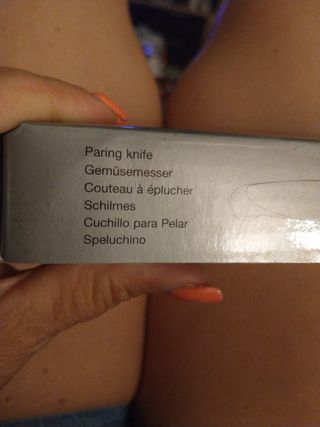 Paring knife
Gemüsemesser
Couteau à éplucher
Schilmes
Cuchillo para Pelar
Speluchino